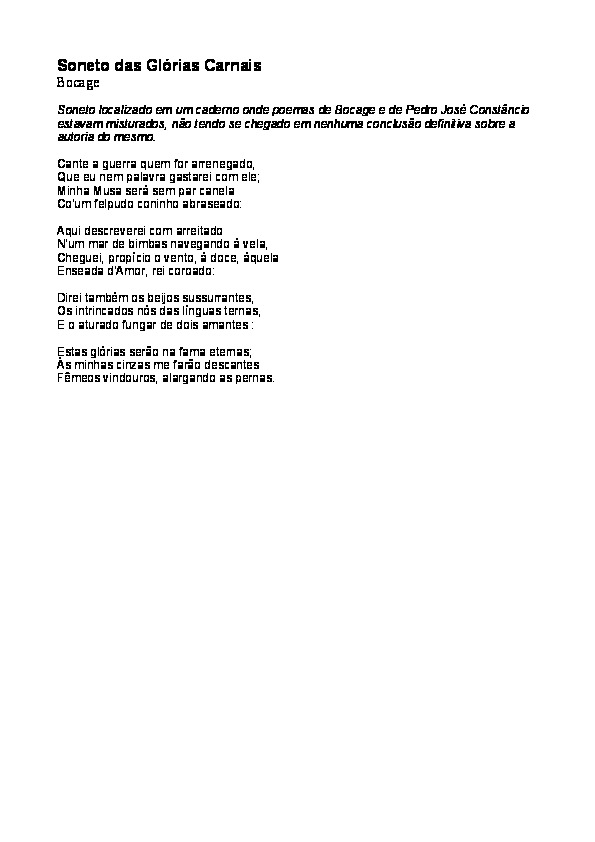 Soneto das Glórias Carnais
Bocage
Soneto localizado em um caderno onde poemas de Bocage e de Pedro José Constâncio
estavam misturados, não tendo se chegado em nenhuma conclusão definitiva sobre a
autoria do mesmo.
Cante a guerra quem for arrenegado,
Que eu nem palavra gastarei com ele;
Minha Musa será sem par canela
Co'um felpudo coninho abraseado:
Aqui descreverei com arreitado
N'um mar de bimbas navegando à vela,
Cheguei, propício o vento, à doce, àquela
Enseada d'Amor, rei coroado:
Direi também os beijos sussurrantes,
Os intrincados nós das línguas ternas,
E o aturado fungar de dois amantes :
Estas glórias serão na fama eternas;
Às minhas cinzas me farão descantes
Fêmeos vindouros, alargando as pernas.